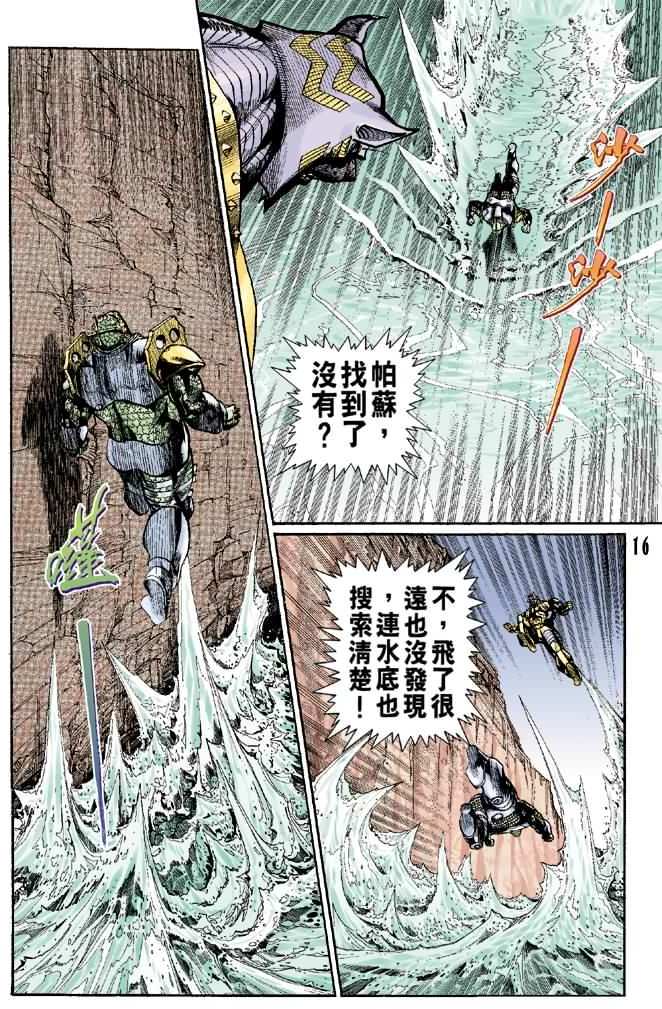 沙—沙—
帕蘇，
找到了
沒有？
16
不，飛了很
遠也沒發現
，連水底也
搜索清楚！
嚾—